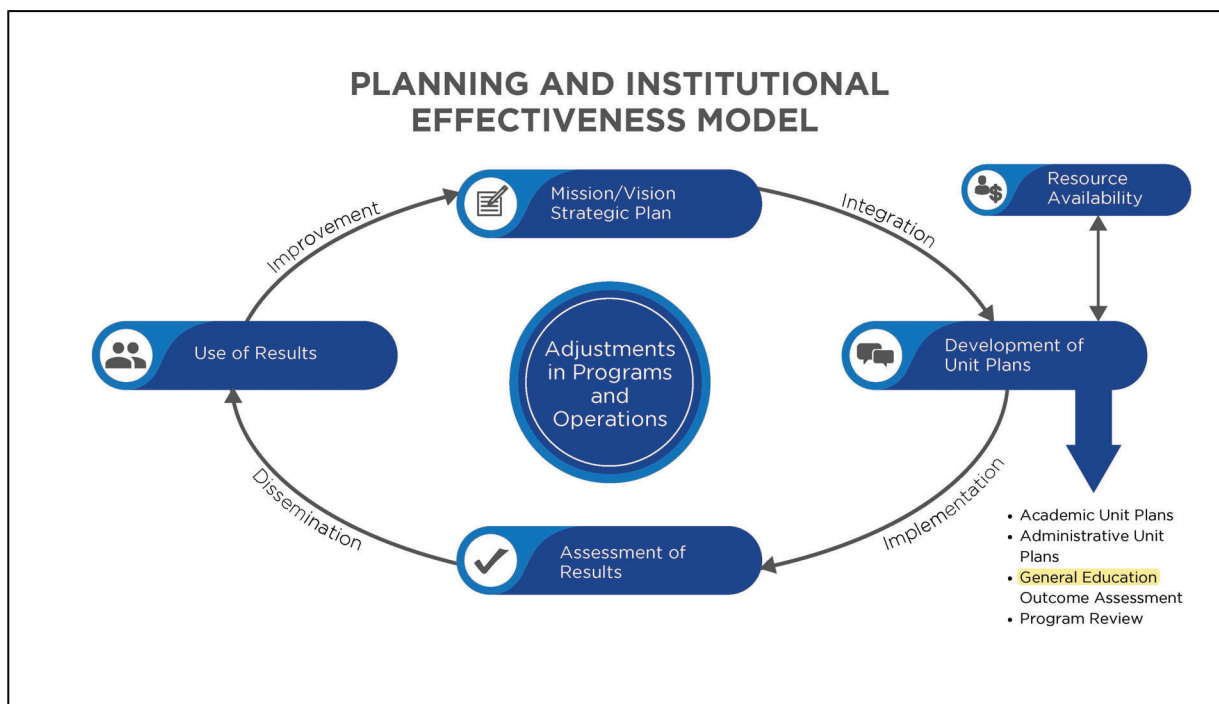 PLANNING AND INSTITUTIONAL
EFFECTIVENESS MODEL
Mission/Vision
Strategic Plan
Resource
Availability
Improvement
Integration
Use of Results
Adjustments
in Programs
and
Operations
Development of
Unit Plans
Dissemination
Implementation
Assessment of
Results
• Academic Unit Plans
• Administrative Unit
Plans
• General Education
Outcome Assessment
• Program Review